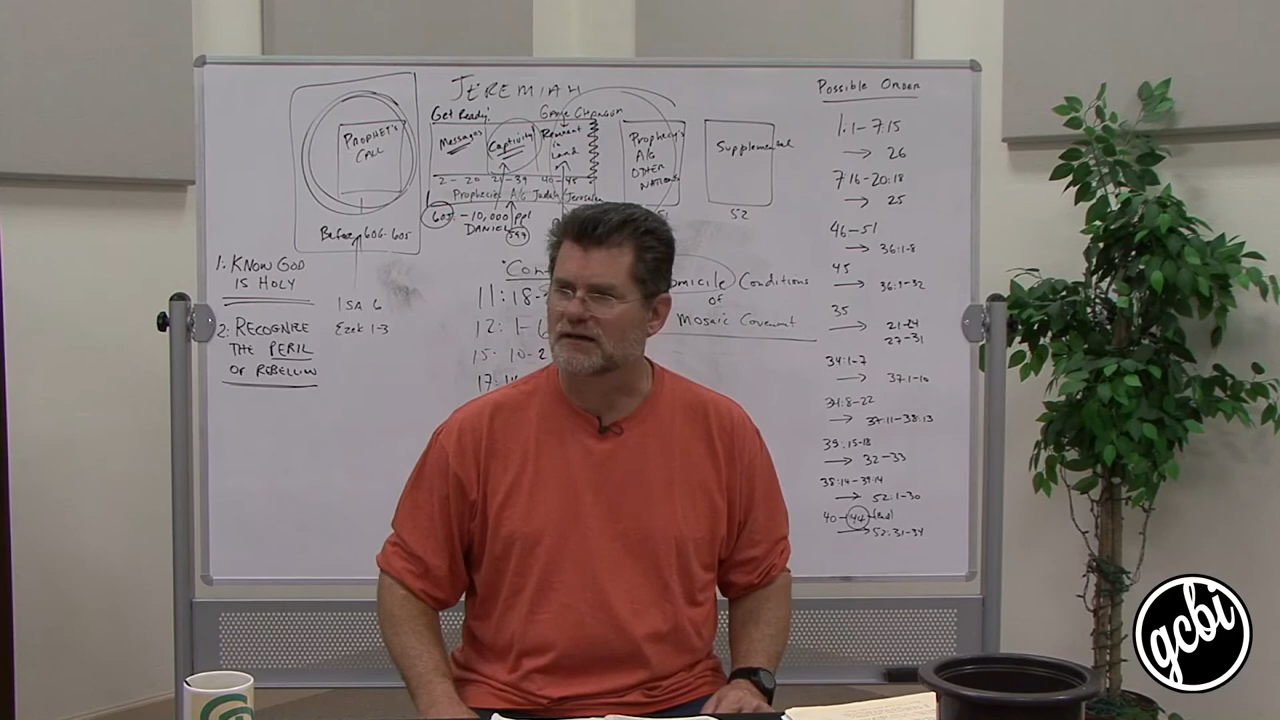 JEREMIAH
Get Ready!
GAME CHANGER
PROPHET'S
CALL
Messages
Captivity
Remnant
in
Land
2-20
21-39
40-45
Prophecies A/G Judah/Jerusalem
605 - 10,000 ppl
DANIEL
597
Before 606-605
ISA 6
Ezek 1-3
PROPHECY'S
A/G
OTHER
NATIONS
Supplemental
52
1. KNOW GOD
IS HOLY
2. RECOGNIZE
THE PERIL
OF REBELLION
Conditions
of
Mosaic Covenant
11:18-
12:1-6
15:10-2
17:
Possible Order
1:1-7:15
→ 26
7:16-20:18
→ 25
46-51
→ 36:1-8
45
→ 36:9-32
35
→ 21-24
27-31
34:1-7
→ 37:1-10
34:8-22
→ 37:11-38:13
39:15-18
→ 32-33
38:14-39:14
→ 52:1-30
40-44
→ 52:31-34
gcbi